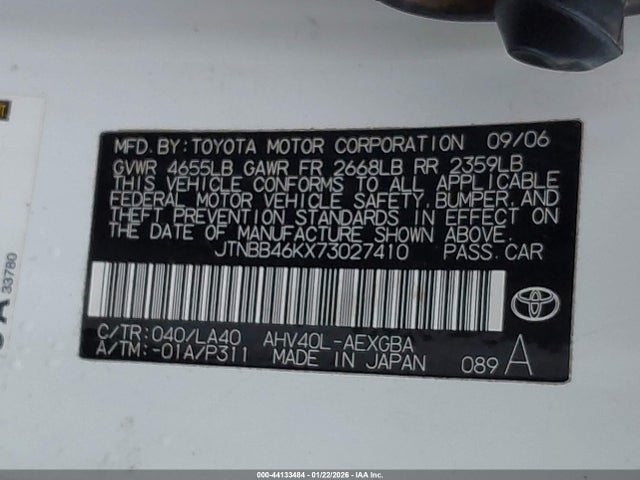 MFD. BY: TOYOTA MOTOR CORPORATION 09/06
GVWR 4655LB GAWR FR 2668LB RR 2359LB
THIS VEHICLE CONFORMS TO ALL APPLICABLE
FEDERAL MOTOR VEHICLE SAFETY, BUMPER, AND
THEFT PREVENTION STANDARDS IN EFFECT ON
THE DATE OF MANUFACTURE SHOWN ABOVE.
JTNBB46KX73027410 PASS. CAR
C/TR: 040/LA40 AHV40L-AEXGBA
A/TM: -01A/P311 MADE IN JAPAN 089 A
33780
000-44133484 - 01/22/2026 - © IAA Inc.